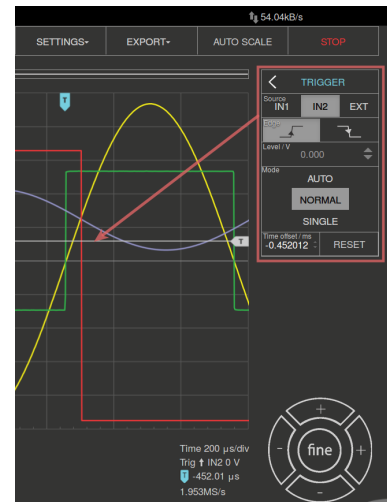 54.04kB/s
SETTINGS EXPORT AUTO SCALE STOP
T
TRIGGER
Source
IN1 IN2 EXT
Edge
Level / V
0.000
Mode
AUTO
NORMAL
SINGLE
T
Time offset / ms
-0.452012 RESET
+
- fine +
-
Time 200 µs/div
Trig IN2 0 V
T -452.01 µs
1.953MS/s